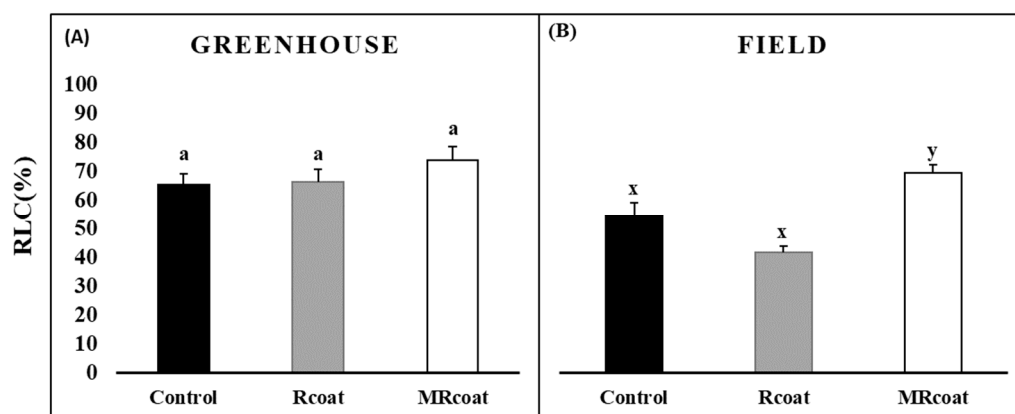 (A)
GREENHOUSE
RLC(%)
100
90
80
70
60
50
40
30
20
10
0
a
a
a
Control
Rcoat
MRcoat
(B)
FIELD
x
x
y
Control
Rcoat
MRcoat